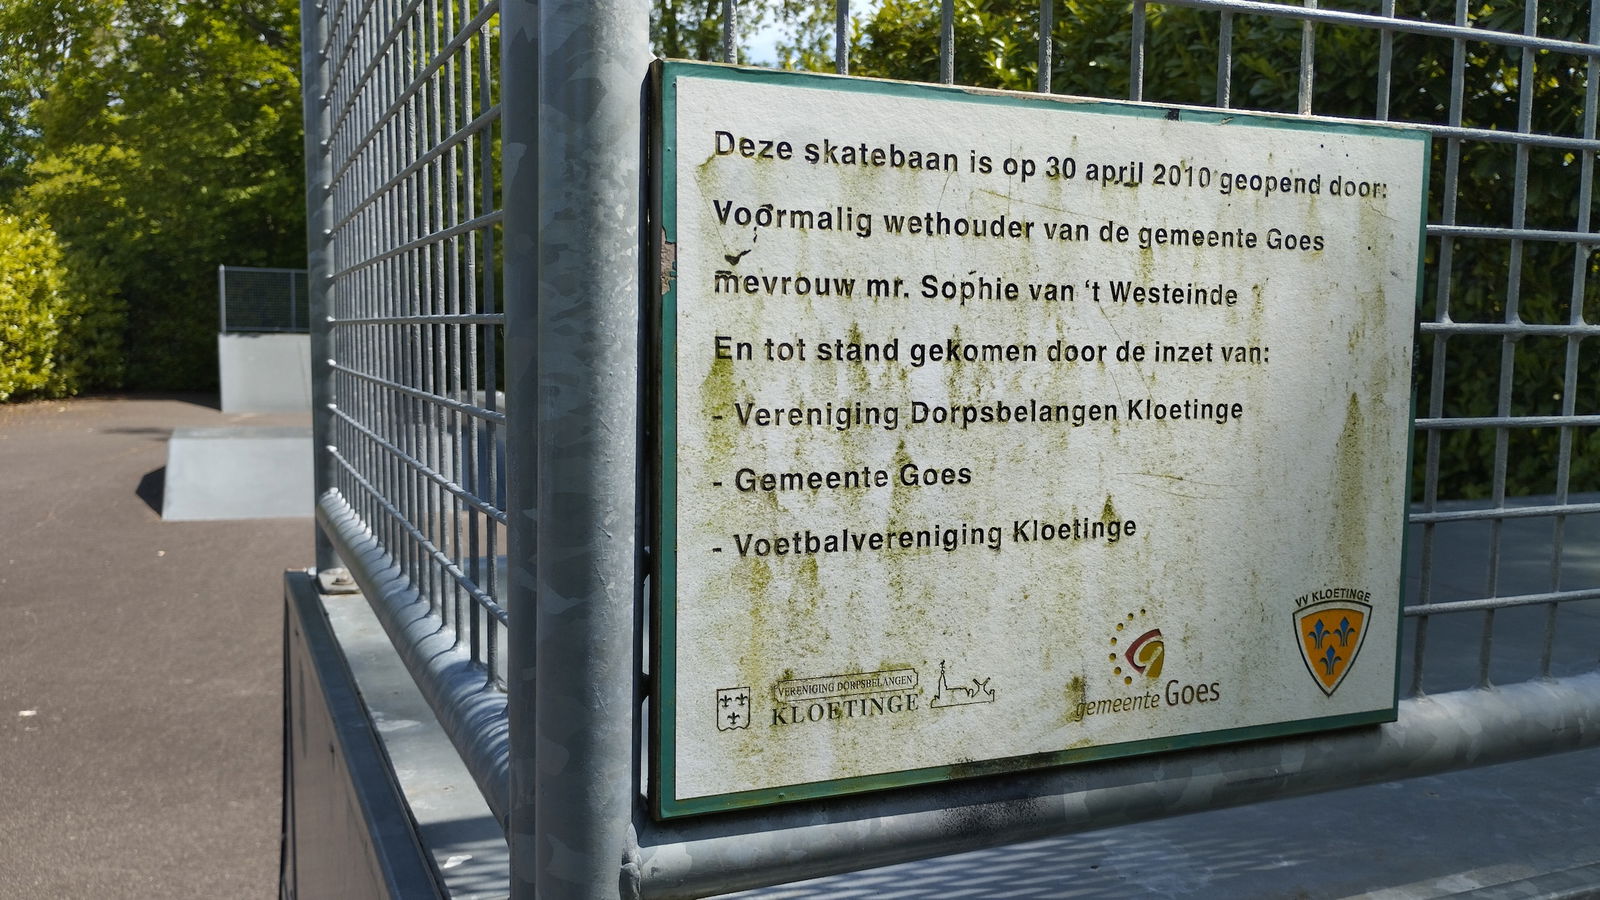 Deze skatebaan is op 30 april 2010 geopend door:
Voormalig wethouder van de gemeente Goes
mevrouw mr. Sophie van ‘t Westeinde
En tot stand gekomen door de inzet van:
- Vereniging Dorpsbelangen Kloetinge
- Gemeente Goes
- Voetbalvereniging Kloetinge
VERENIGING DORPSBELANGEN
KLOETINGE
gemeente Goes
VV KLOETINGE